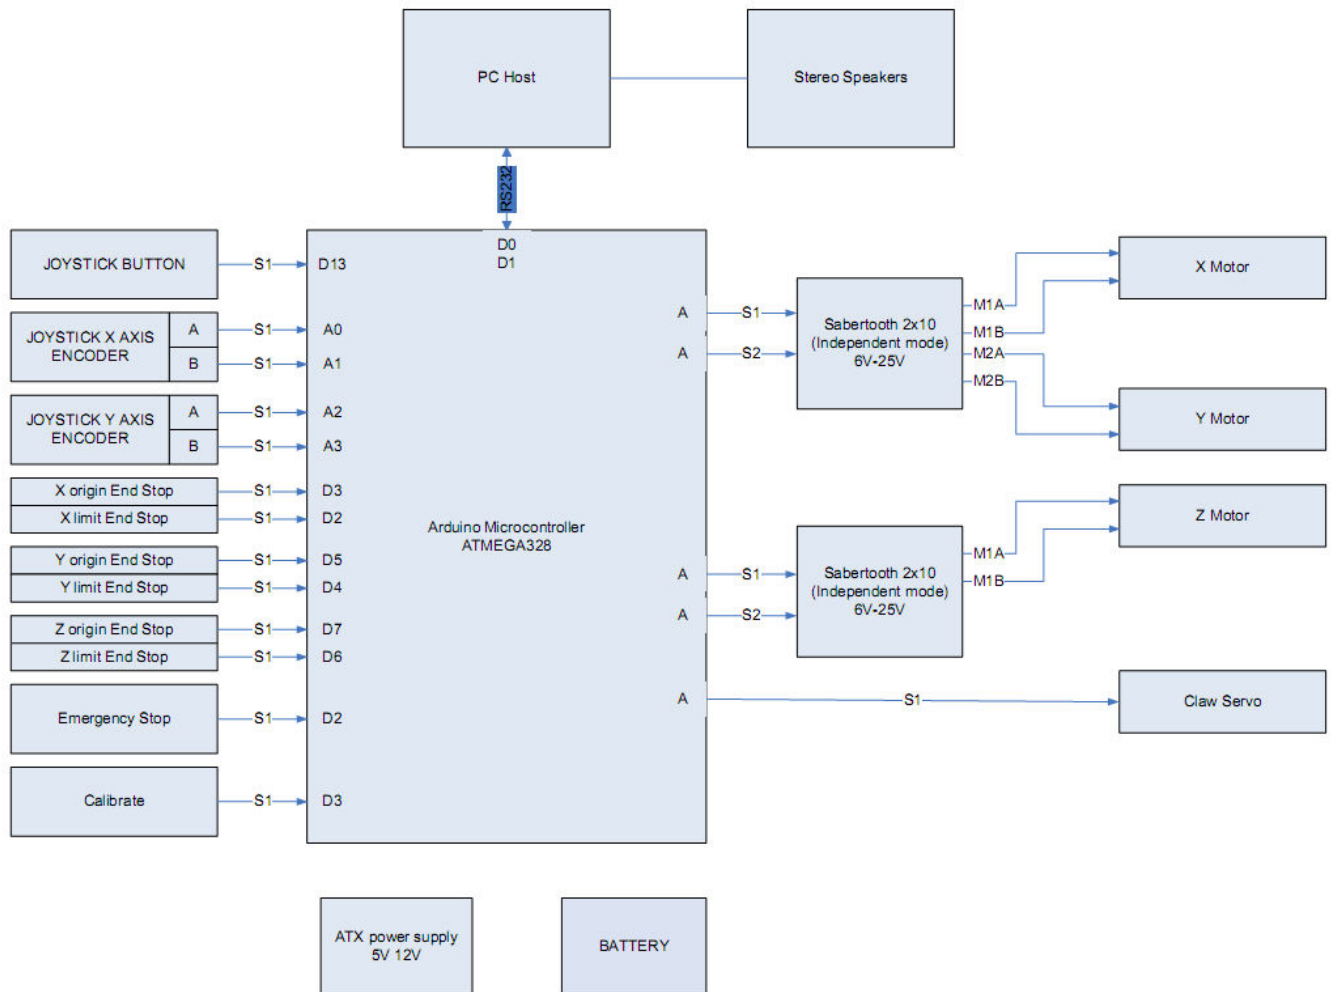 PC Host
Stereo Speakers
RS232
D0
D1
JOYSTICK BUTTON
S1
D13
JOYSTICK X AXIS
ENCODER
A
S1
A0
B
S1
A1
JOYSTICK Y AXIS
ENCODER
A
S1
A2
B
S1
A3
X origin End Stop
S1
D3
X limit End Stop
S1
D2
Y origin End Stop
S1
D5
Y limit End Stop
S1
D4
Z origin End Stop
S1
D7
Z limit End Stop
S1
D6
Emergency Stop
S1
D2
Calibrate
S1
D3
Arduino Microcontroller
ATMEGA328
A
S1
A
S2
Sabertooth 2x10
(Independent mode)
6V-25V
M1A
M1B
M2A
M2B
X Motor
Y Motor
A
S1
A
S2
Sabertooth 2x10
(Independent mode)
6V-25V
M1A
M1B
Z Motor
A
S1
Claw Servo
ATX power supply
5V 12V
BATTERY